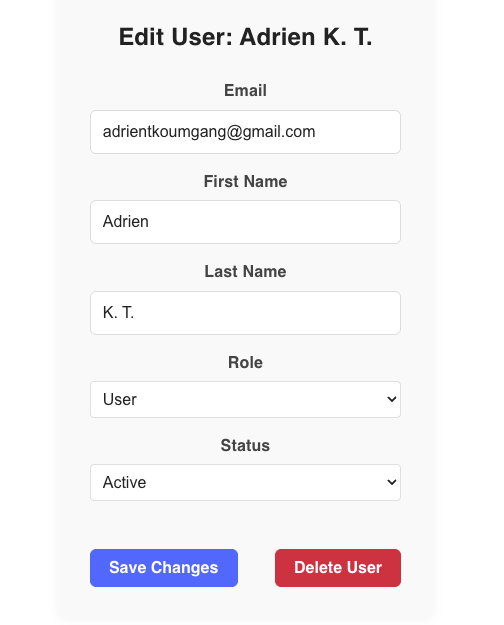 Edit User: Adrien K. T.
Email
adrientkoumgang@gmail.com
First Name
Adrien
Last Name
K. T.
Role
User
Status
Active
Save Changes
Delete User